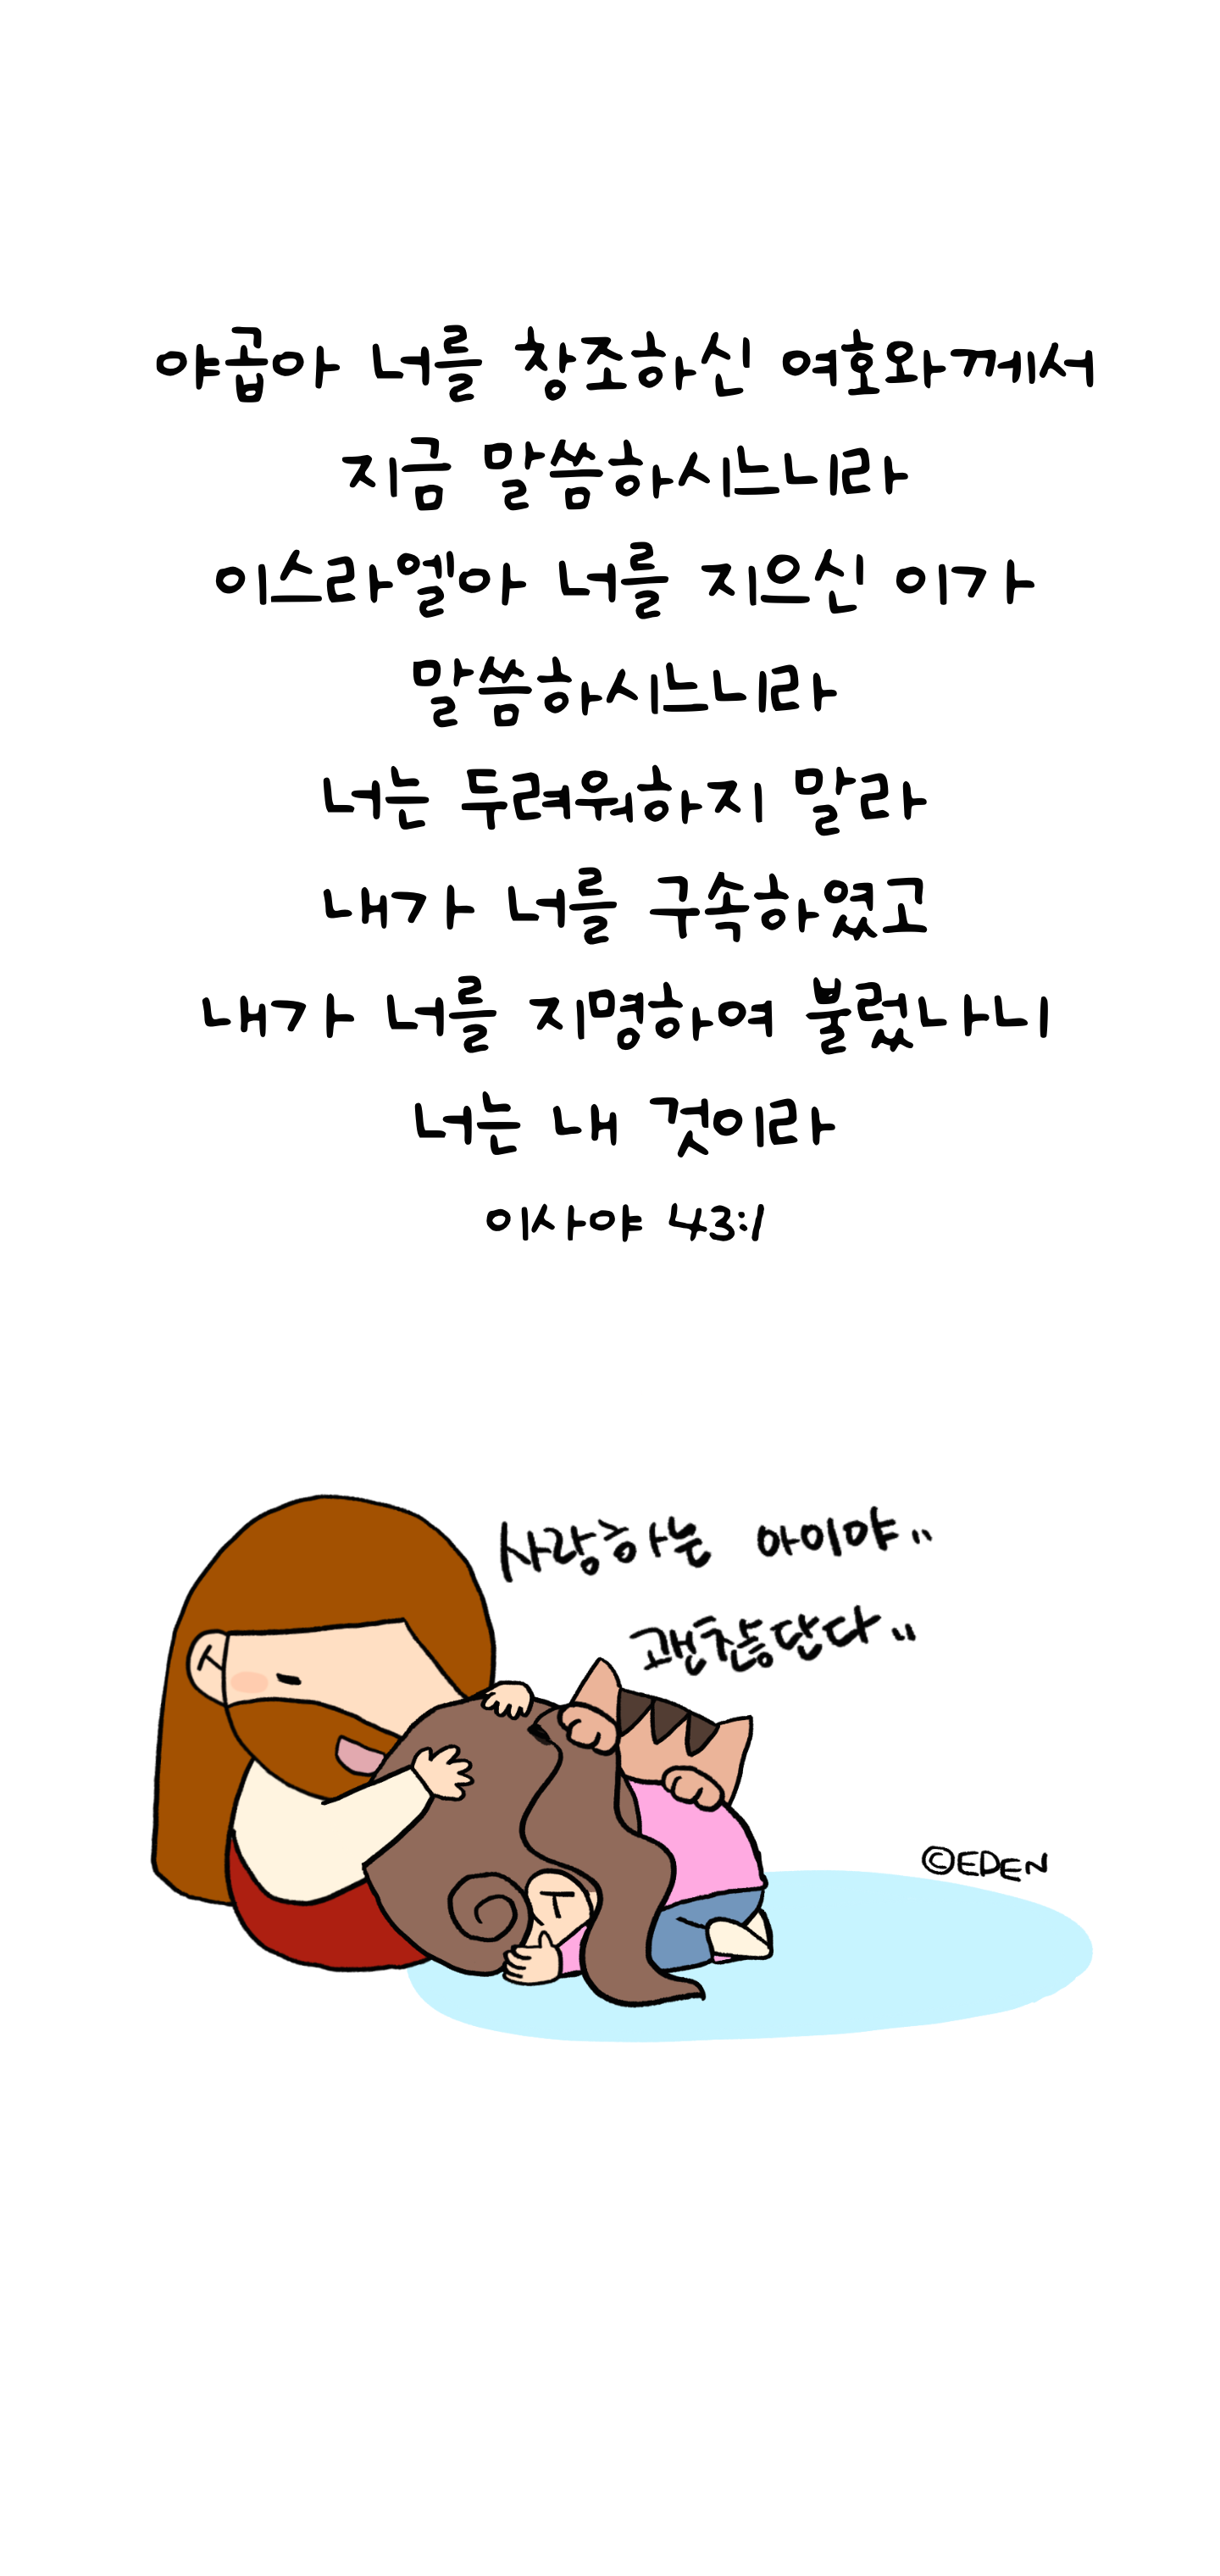 야곱아 너를 창조하신 여호와께서
지금 말씀하시느니라
이스라엘아 너를 지으신 이가
말씀하시느니라
너는 두려워하지 말라
내가 너를 구속하였고
내가 너를 지명하여 불렀나니
너는 내 것이라
이사야 43:1
사랑하는 아이야..
괜찮단다..
©EDEN